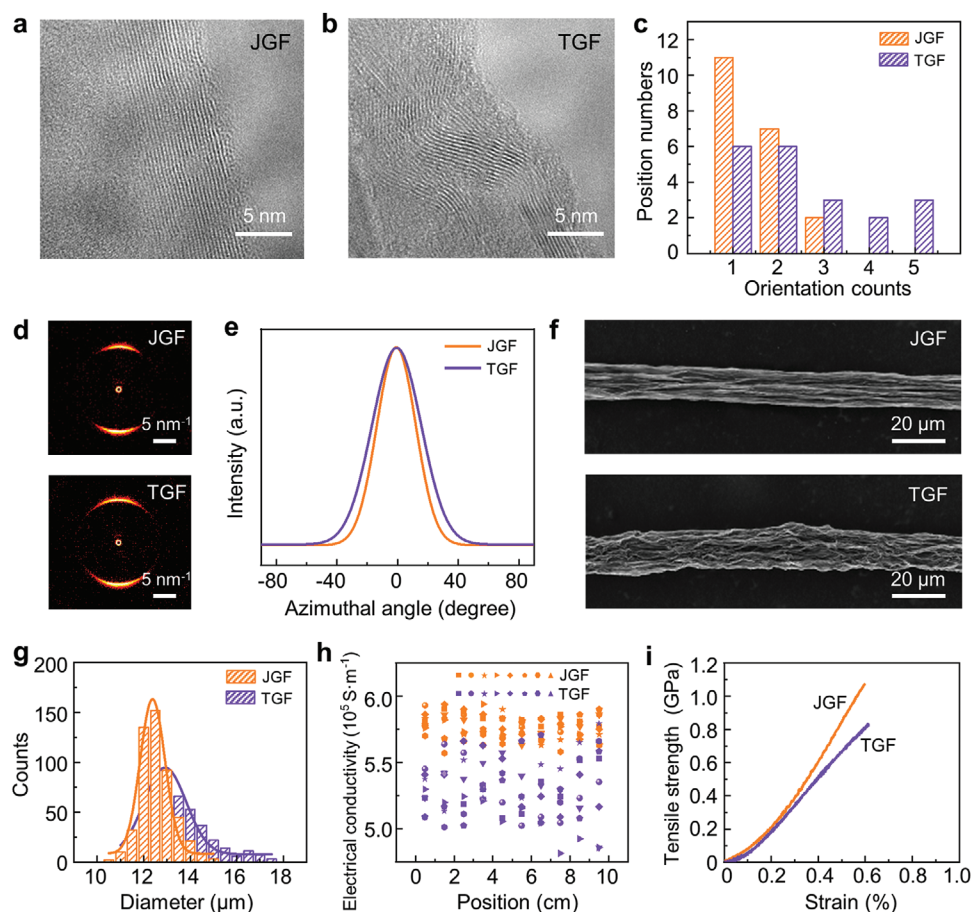 a
JGF
5 nm
b
TGF
5 nm
c
JGF
TGF
Position numbers
12
10
8
6
4
2
0
1 2 3 4 5
Orientation counts
d
JGF
5 nm-1
TGF
5 nm-1
e
JGF
TGF
Intensity (a.u.)
-80 -40 0 40 80
Azimuthal angle (degree)
f
JGF
20 µm
TGF
20 µm
g
JGF
TGF
Counts
200
150
100
50
0
10 12 14 16 18
Diameter (µm)
h
JGF
TGF
Electrical conductivity (10⁵ S·m⁻¹)
6.0
5.5
5.0
0 2 4 6 8 10
Position (cm)
i
JGF
TGF
Tensile strength (GPa)
1.2
1.0
0.8
0.6
0.4
0.2
0
0 0.2 0.4 0.6 0.8 1.0
Strain (%)